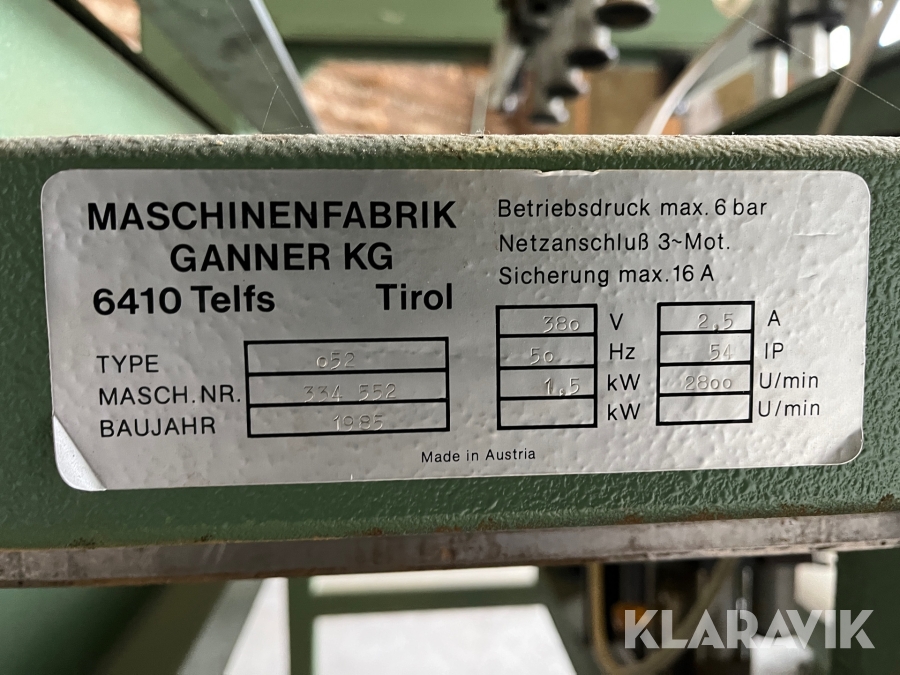 MASCHINENFABRIK
GANNER KG
6410 Telfs Tirol
TYPE 052
MASCH.NR. 334 552
BAUJAHR 1985
Betriebsdruck max. 6 bar
Netzanschluß 3~Mot.
Sicherung max. 16 A
380 V 2,5 A
50 Hz 54 IP
1,5 kW 2800 U/min
kW U/min
Made in Austria
KLARAVIK